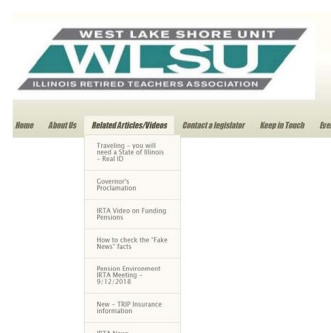 WEST LAKE SHORE UNIT
WLSU
ILLINOIS RETIRED TEACHERS ASSOCIATION
Home About Us Related Articles/Videos Contact a legislator Keep in Touch
Traveling - you will
need a State of Illinois
- Real ID
Governor's
Proclamation
IRTA Video on Funding
Pensions
How to check the "Fake
News" facts
Pension Environment
IRTA Meeting -
9/12/2018
New - TRIP Insurance
information
IRTA News